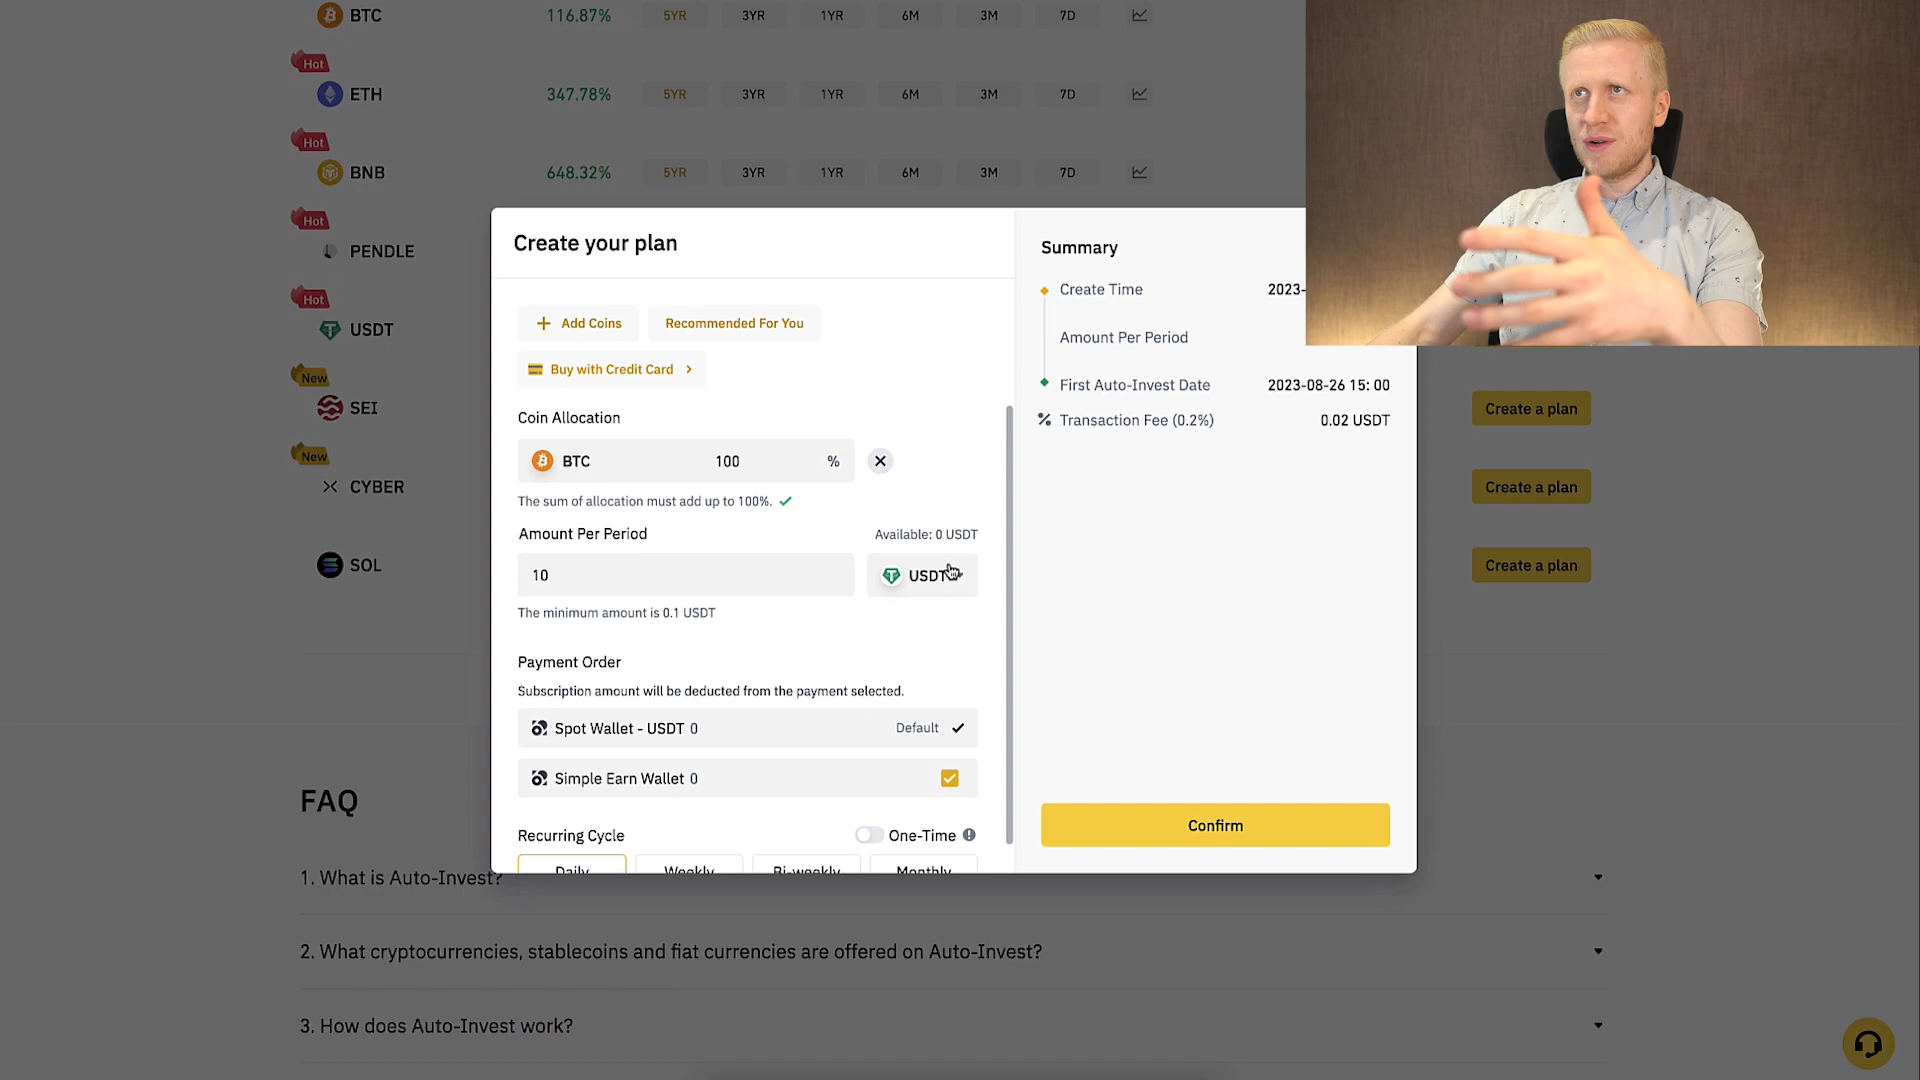 BTC 116.87% 5YR 3YR 1YR 6M 3M 7D
Hot
ETH 347.78% 5YR 3YR 1YR 6M 3M 7D
Hot
BNB 648.32% 5YR 3YR 1YR 6M 3M 7D
Hot
PENDLE
Hot
USDT
New
SEI Create a plan
New
CYBER Create a plan
SOL Create a plan
Create your plan
+ Add Coins Recommended For You
Buy with Credit Card >
Coin Allocation
BTC 100 %
The sum of allocation must add up to 100%.
Amount Per Period Available: 0 USDT
10 USDT
The minimum amount is 0.1 USDT
Payment Order
Subscription amount will be deducted from the payment selected.
Spot Wallet - USDT 0 Default
Simple Earn Wallet 0
Recurring Cycle One-Time
Daily Weekly Bi-weekly Monthly
Summary
Create Time 2023-
Amount Per Period
First Auto-Invest Date 2023-08-26 15: 00
% Transaction Fee (0.2%) 0.02 USDT
Confirm
FAQ
1. What is Auto-Invest?
2. What cryptocurrencies, stablecoins and fiat currencies are offered on Auto-Invest?
3. How does Auto-Invest work?